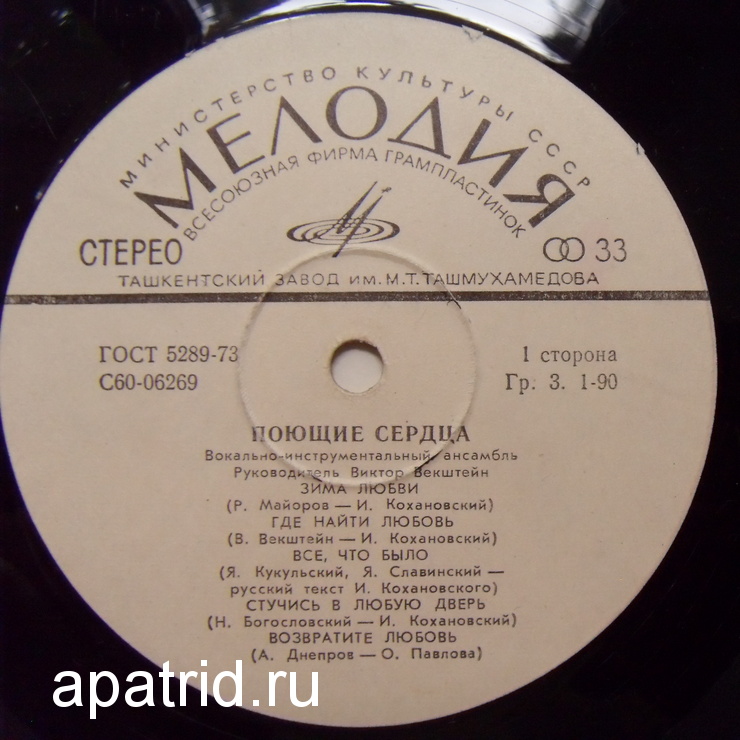 МИНИСТЕРСТВО КУЛЬТУРЫ СССР
МЕЛОДИЯ
ВСЕСОЮЗНАЯ ФИРМА ГРАМПЛАСТИНОК
СТЕРЕО 33
ТАШКЕНТСКИЙ ЗАВОД им. М.Т.ТАШМУХАМЕДОВА
ГОСТ 5289-73 1 сторона
С60-06269 Гр. 3. 1-90
ПОЮЩИЕ СЕРДЦА
Вокально-инструментальный ансамбль
Руководитель Виктор Векштейн
ЗИМА ЛЮБВИ
(Р. Майоров — И. Кохановский)
ГДЕ НАЙТИ ЛЮБОВЬ
(В. Векштейн — И. Кохановский)
ВСЕ, ЧТО БЫЛО
(Я. Кукульский, Я. Славинский —
русский текст И. Кохановского)
СТУЧИСЬ В ЛЮБУЮ ДВЕРЬ
(Н. Богословский — И. Кохановский)
ВОЗВРАТИТЕ ЛЮБОВЬ
(А. Днепров — О. Павлова)
apatrid.ru